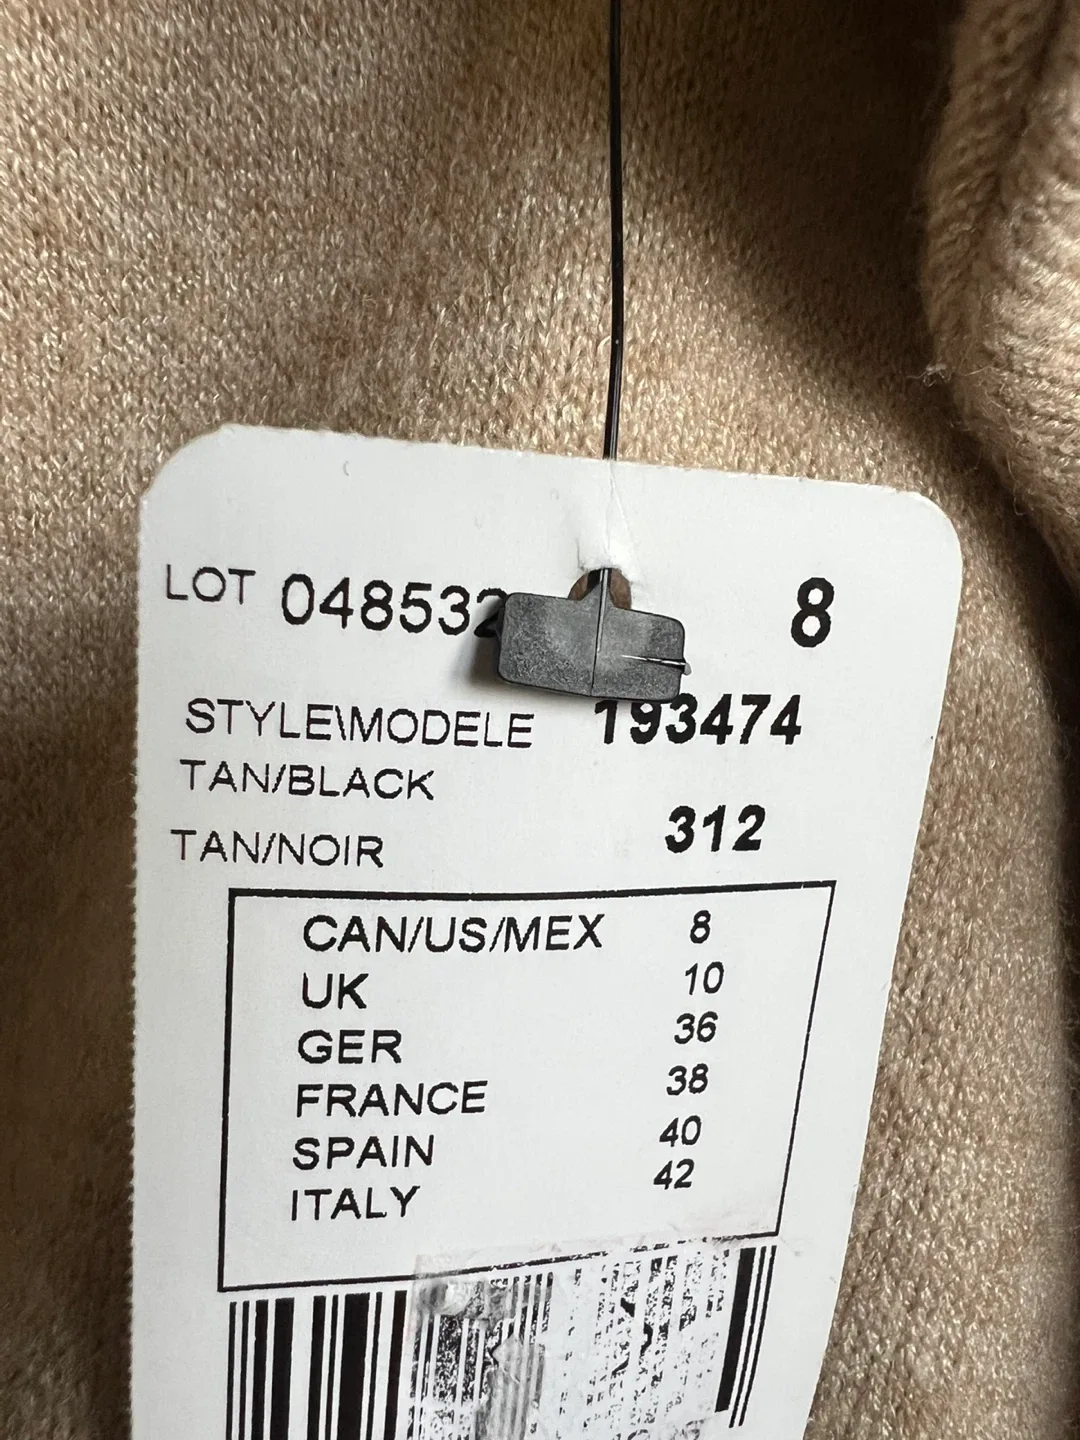 LOT 048532 8
STYLE\MODELE 193474
TAN/BLACK
TAN/NOIR 312
CAN/US/MEX 8
UK 10
GER 36
FRANCE 38
SPAIN 40
ITALY 42